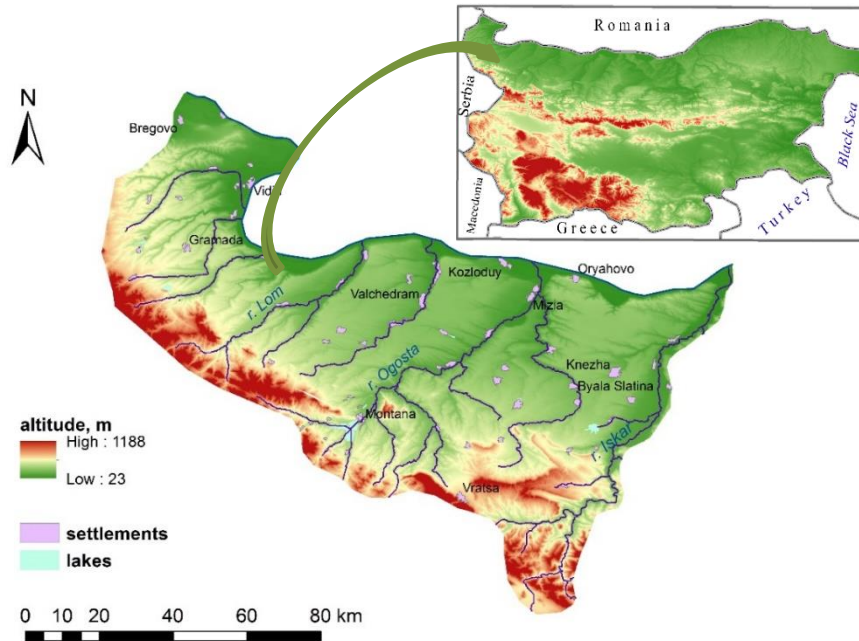 Romania
Serbia
Macedonia
Greece
Turkey
Black Sea
N
Bregovo
Gramada
r. Lom
Valchedram
Kozloduy
Oryahovo
Mizia
r. Ogosta
Knezha
Byala Slatina
Montana
r. Iskar
Vratsa
altitude, m
High : 1188
Low : 23
settlements
lakes
0 10 20 40 60 80 km